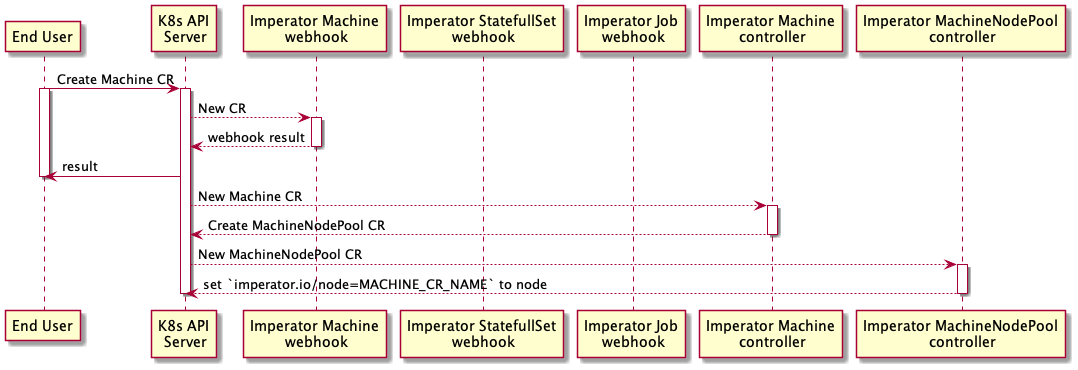 End User
K8s API
Server
Imperator Machine
webhook
Imperator StatefullSet
webhook
Imperator Job
webhook
Imperator Machine
controller
Imperator MachineNodePool
controller
Create Machine CR
New CR
webhook result
result
New Machine CR
Create MachineNodePool CR
New MachineNodePool CR
set `imperator.io/node=MACHINE_CR_NAME` to node
End User
K8s API
Server
Imperator Machine
webhook
Imperator StatefullSet
webhook
Imperator Job
webhook
Imperator Machine
controller
Imperator MachineNodePool
controller